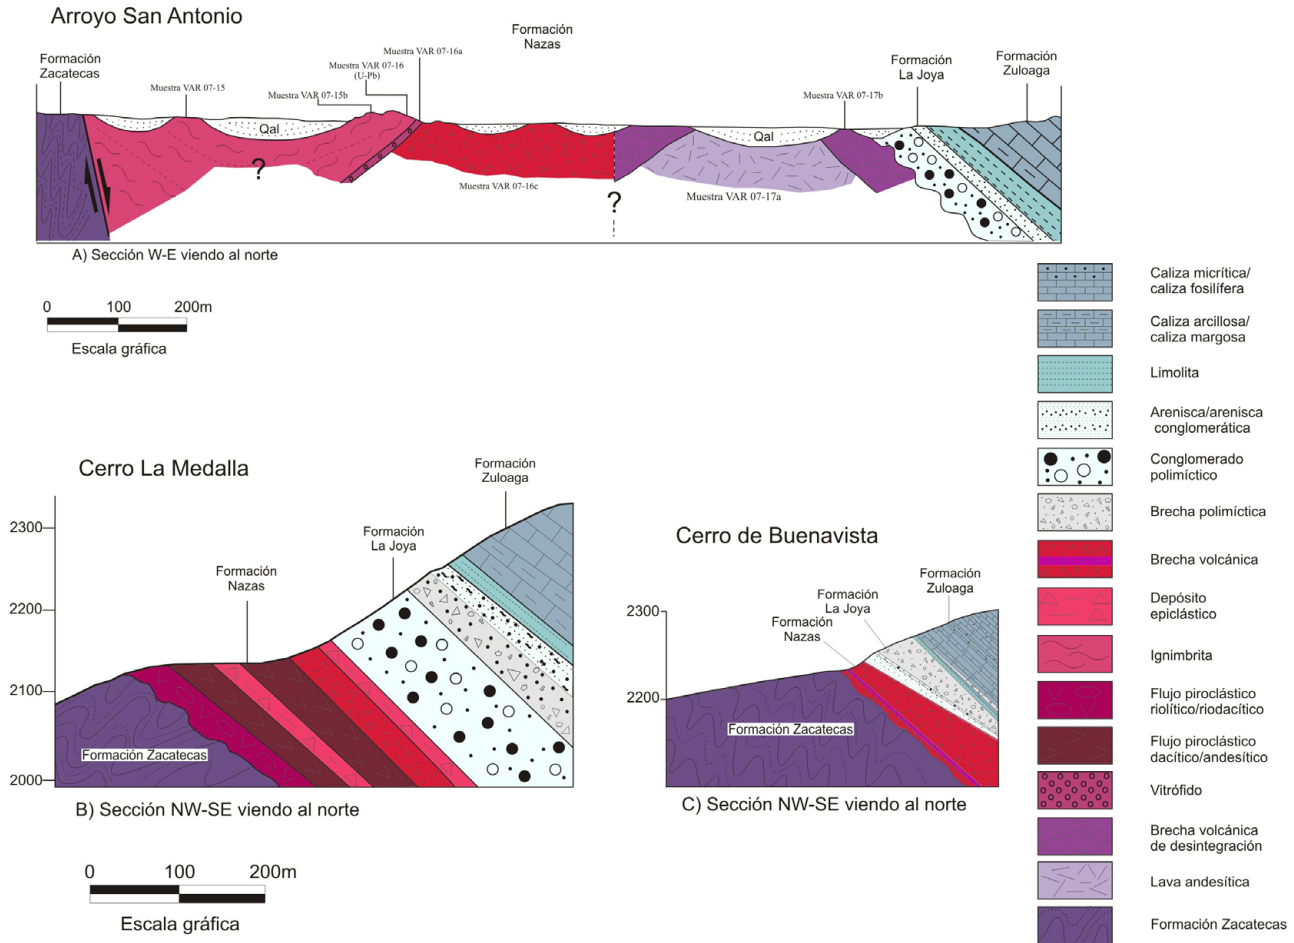 Arroyo San Antonio
Formación
Zacatecas
Muestra VAR 07-15
Muestra VAR 07-15b
Muestra VAR 07-16
(U-Pb)
Muestra VAR 07-16a
Formación
Nazas
Muestra VAR 07-17b
Formación
La Joya
Formación
Zuloaga
Qal
Qal
?
Muestra VAR 07-16c
?
Muestra VAR 07-17a
A) Sección W-E viendo al norte
0 100 200m
Escala gráfica
Cerro La Medalla
Formación
Zuloaga
Formación
La Joya
Formación
Nazas
2300
2200
2100
2000
Formación Zacatecas
B) Sección NW-SE viendo al norte
0 100 200m
Escala gráfica
Cerro de Buenavista
Formación
Zuloaga
Formación
La Joya
Formación
Nazas
2300
2200
Formación Zacatecas
C) Sección NW-SE viendo al norte
Caliza micrítica/
caliza fosilífera
Caliza arcillosa/
caliza margosa
Limolita
Arenisca/arenisca
conglomerática
Conglomerado
polimíctico
Brecha polimíctica
Brecha volcánica
Depósito
epiclástico
Ignimbrita
Flujo piroclástico
riolítico/riodacítico
Flujo piroclástico
dacítico/andesítico
Vitrófido
Brecha volcánica
de desintegración
Lava andesítica
Formación Zacatecas